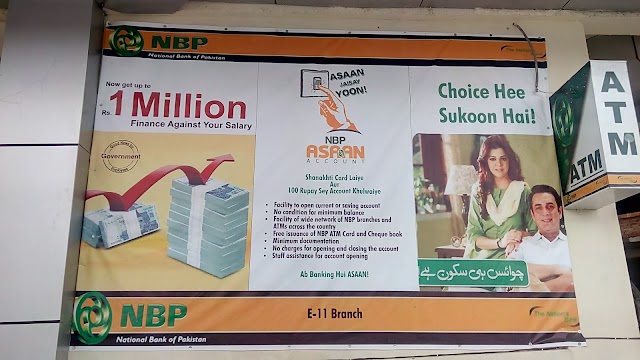 NBP
National Bank of Pakistan
The Nation's
Now get up to
Rs. 1 Million
Finance Against Your Salary
Government
ASAAN
JAISAY
YOON!
NBP
ASAAN
ACCOUNT
Shanakhti Card Laiye
Aur
100 Rupay Sey Account Khulwaiye
• Facility to open current or saving account
• No condition for minimum balance
• Facility of wide network of NBP branches and
ATMs across the country
• Free issuance of NBP ATM Card and Cheque book
• Minimum documentation
• No charges for opening and closing the account
• Staff assistance for account opening
Ab Banking Hui ASAAN!
Choice Hee
Sukoon Hai!
چوائس ہی سکون ہے!
ATM
ATM
NBP
National Bank of Pakistan
E-11 Branch
The Nation's